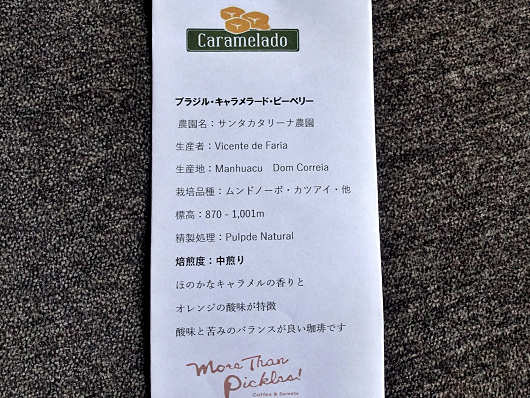 Caramelado
ブラジル・キャラメラード・ピーベリー
農園名：サンタカタリーナ農園
生産者：Vicente de Faria
生産地：Manhuacu Dom Correia
栽培品種：ムンドノーボ・カツアイ・他
標高：870 - 1,001m
精製処理：Pulpde Natural
焙煎度：中煎り
ほのかなキャラメルの香りと
オレンジの酸味が特徴
酸味と苦みのバランスが良い珈琲です
More Than
Pickles!
Coffee & Sweets